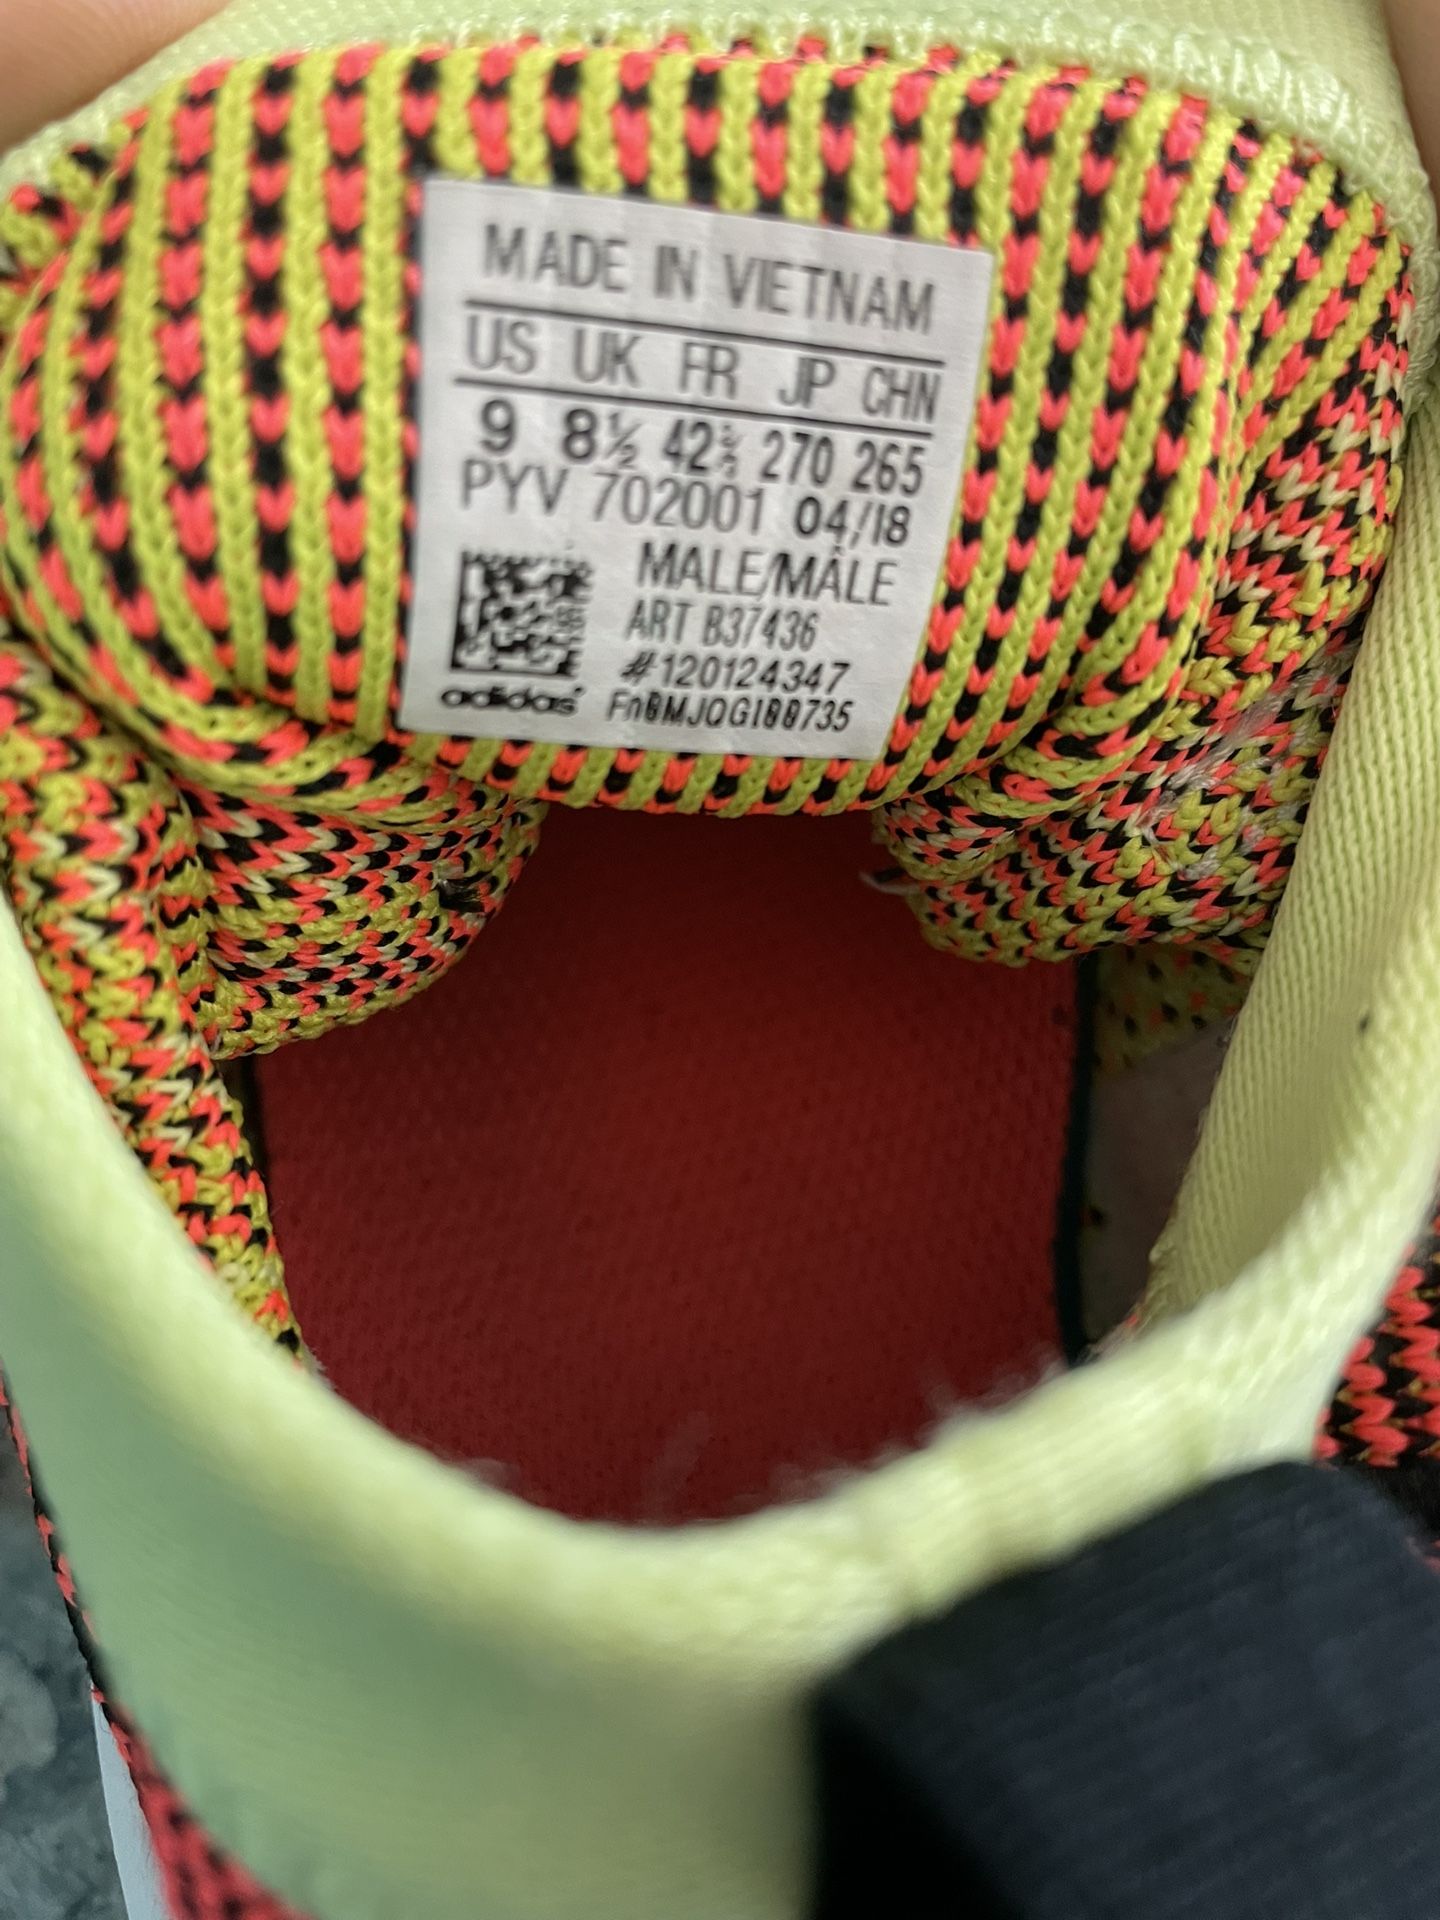 MADE IN VIETNAM
US UK FR JP CHN
9 8½ 42⅔ 270 265
PYV 702001 04/18
MALE/MÂLE
ART B37436
#120124347
adidas